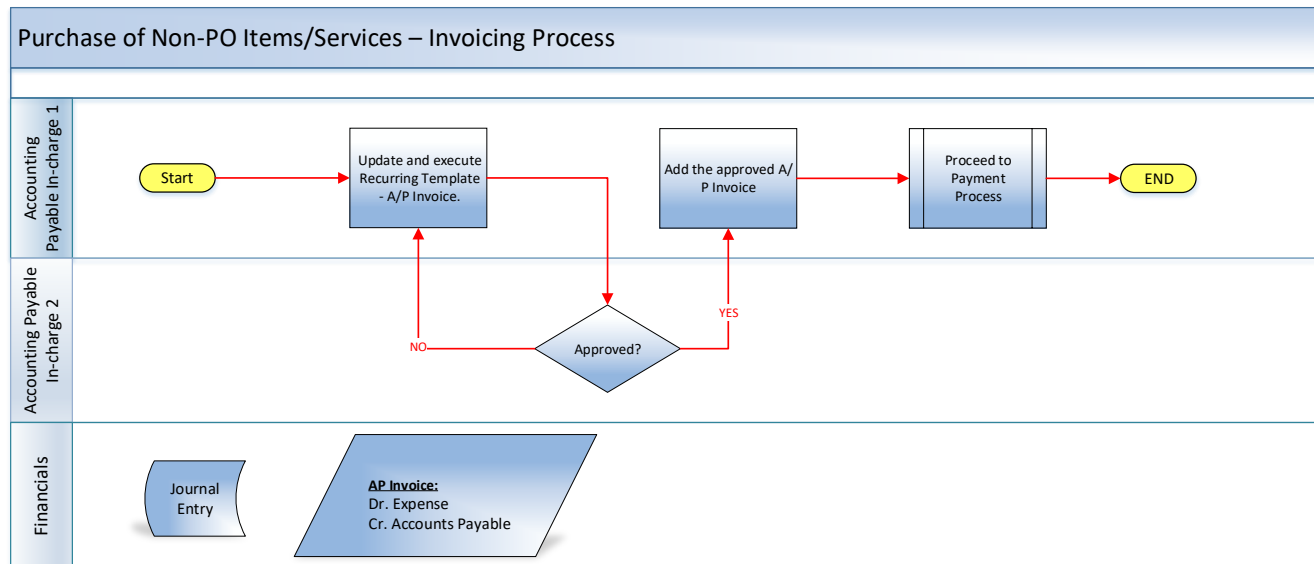 Purchase of Non-PO Items/Services – Invoicing Process
Accounting
Payable In-charge 1
Start
Update and execute
Recurring Template
- A/P Invoice.
Add the approved A/
P Invoice
Proceed to
Payment
Process
END
Accounting Payable
In-charge 2
NO
Approved?
YES
Financials
Journal
Entry
AP Invoice:
Dr. Expense
Cr. Accounts Payable